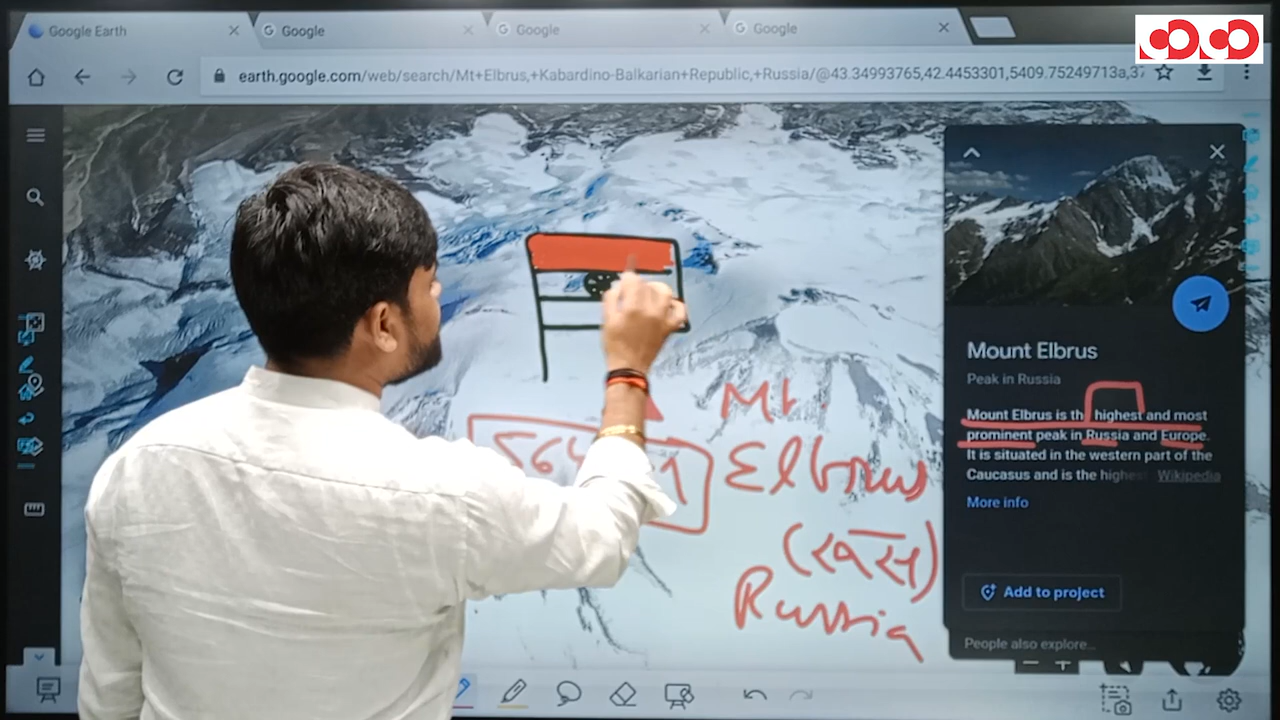 Google Earth
Google
Google
Google
earth.google.com/web/search/Mt+Elbrus,+Kabardino-Balkarian+Republic,+Russia/@43.34993765,42.4453301,5409.75249713a,37
Mount Elbrus
Peak in Russia
Mount Elbrus is th highest and most
prominent peak in Russia and Europe.
It is situated in the western part of the
Caucasus and is the highest Wikipedia
More info
Add to project
People also explore...
Mt
Elbrus
(रूस)
Russia